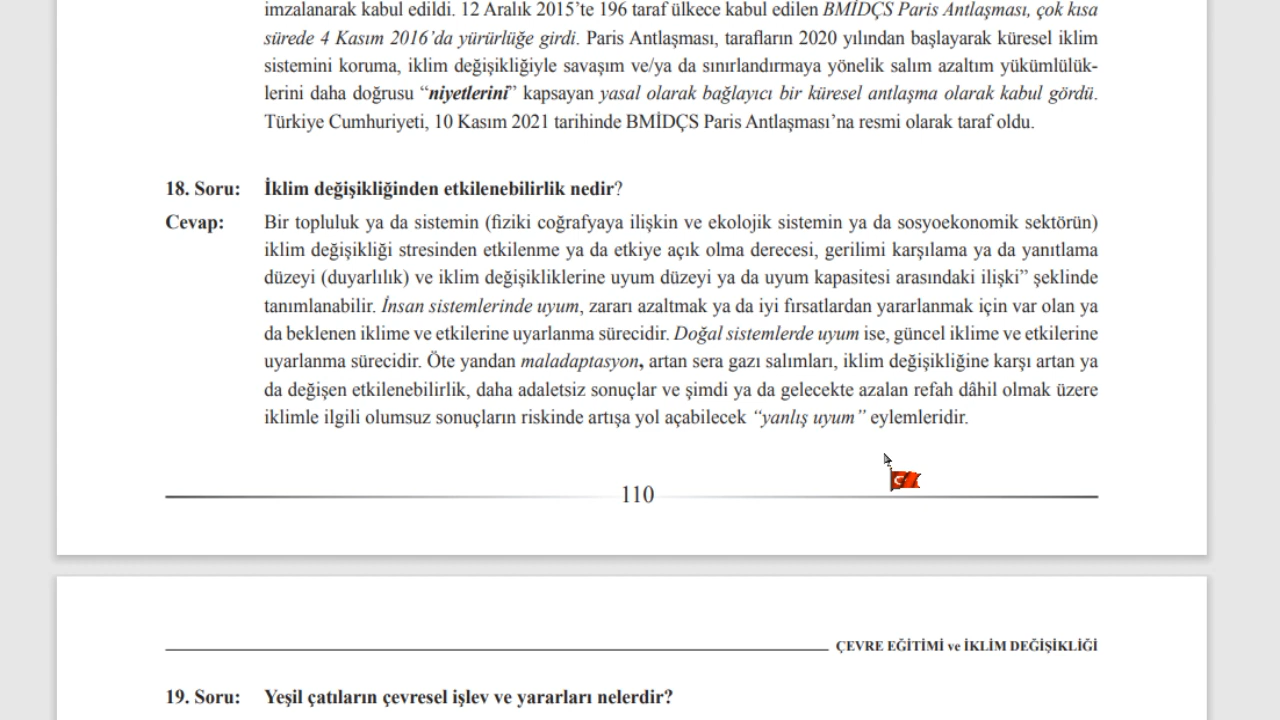 imzalanarak kabul edildi. 12 Aralık 2015’te 196 taraf ülkece kabul edilen BMİDÇS Paris Antlaşması, çok kısa
sürede 4 Kasım 2016’da yürürlüğe girdi. Paris Antlaşması, tarafların 2020 yılından başlayarak küresel iklim
sistemini koruma, iklim değişikliğiyle savaşım ve/ya da sınırlandırmaya yönelik salım azaltım yükümlülük-
lerini daha doğrusu “niyetlerini” kapsayan yasal olarak bağlayıcı bir küresel antlaşma olarak kabul gördü.
Türkiye Cumhuriyeti, 10 Kasım 2021 tarihinde BMİDÇS Paris Antlaşması’na resmi olarak taraf oldu.
18. Soru: İklim değişikliğinden etkilenebilirlik nedir?
Cevap: Bir topluluk ya da sistemin (fiziki coğrafyaya ilişkin ve ekolojik sistemin ya da sosyoekonomik sektörün)
iklim değişikliği stresinden etkilenme ya da etkiye açık olma derecesi, gerilimi karşılama ya da yanıtlama
düzeyi (duyarlılık) ve iklim değişikliklerine uyum düzeyi ya da uyum kapasitesi arasındaki ilişki” şeklinde
tanımlanabilir. İnsan sistemlerinde uyum, zararı azaltmak ya da iyi fırsatlardan yararlanmak için var olan ya
da beklenen iklime ve etkilerine uyarlanma sürecidir. Doğal sistemlerde uyum ise, güncel iklime ve etkilerine
uyarlanma sürecidir. Öte yandan maladaptasyon, artan sera gazı salımları, iklim değişikliğine karşı artan ya
da değişen etkilenebilirlik, daha adaletsiz sonuçlar ve şimdi ya da gelecekte azalan refah dâhil olmak üzere
iklimle ilgili olumsuz sonuçların riskinde artışa yol açabilecek “yanlış uyum” eylemleridir.
110
ÇEVRE EĞİTİMİ ve İKLİM DEĞİŞİKLİĞİ
19. Soru: Yeşil çatıların çevresel işlev ve yararları nelerdir?